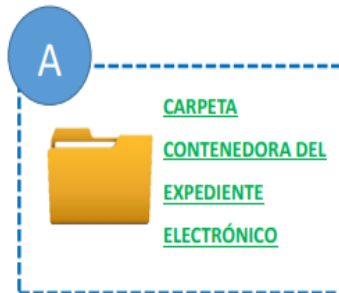 A
CARPETA
CONTENEDORA DEL
EXPEDIENTE
ELECTRÓNICO